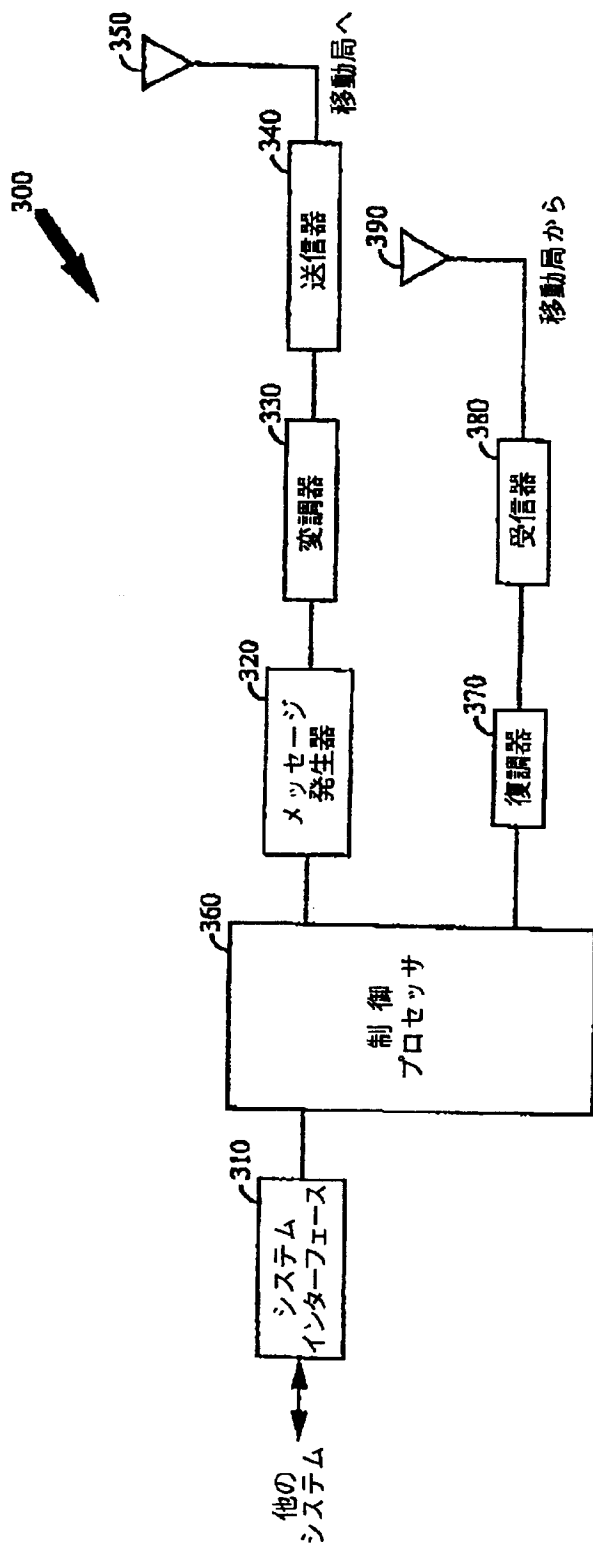 300
350
移動局へ
340
送信器
330
変調器
320
メッセージ
発生器
360
制御
プロセッサ
310
システム
インターフェース
他の
システム
390
移動局から
380
受信器
370
復調器